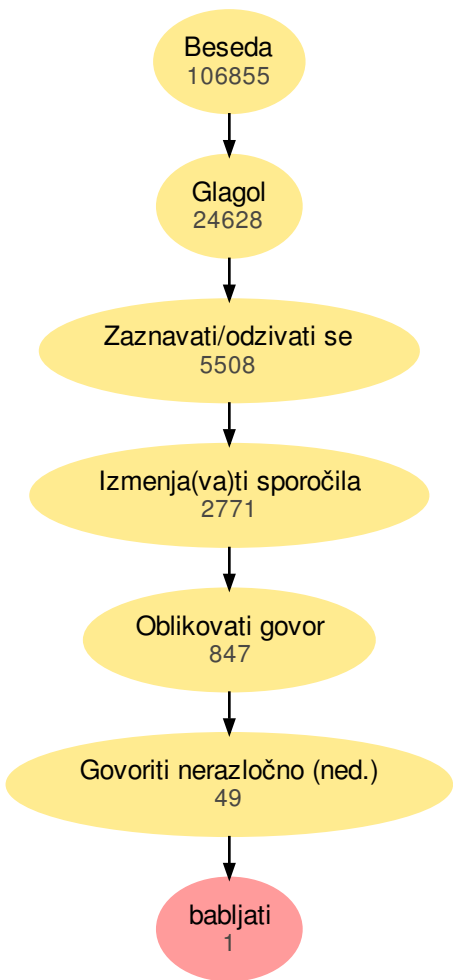 Beseda
106855
Glagol
24628
Zaznavati/odzivati se
5508
Izmenja(va)ti sporočila
2771
Oblikovati govor
847
Govoriti nerazločno (ned.)
49
babljati
1